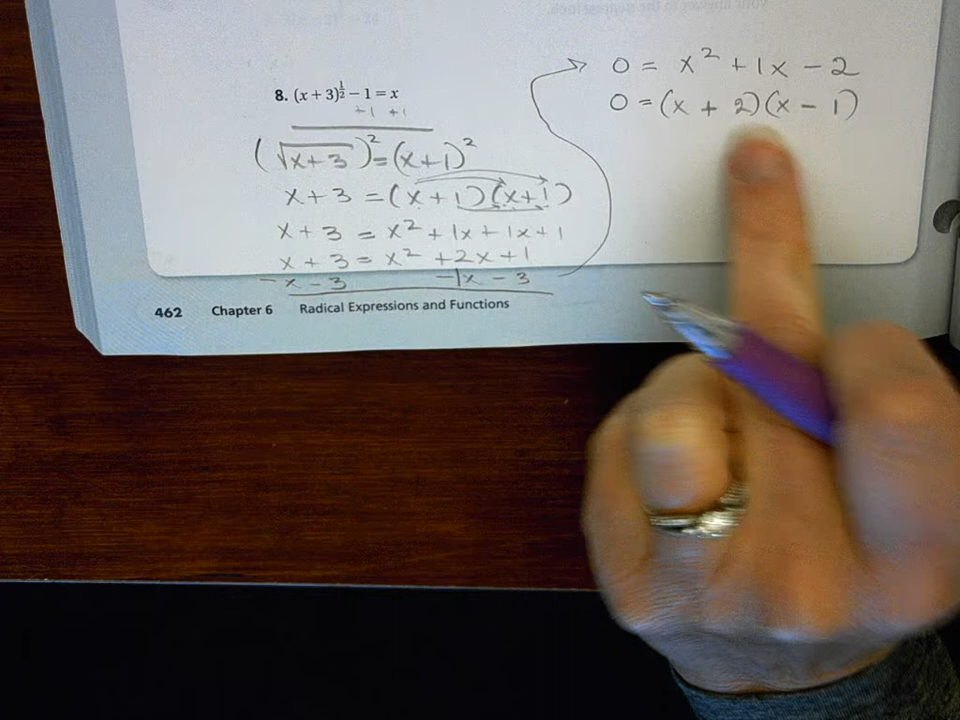 8. (x + 3)^½ − 1 = x
+1 +1
(√x+3)² = (x+1)²
x+3 = (x+1)(x+1)
x+3 = x² + 1x + 1x + 1
x+3 = x² +2x+1
-x-3 -1x - 3
0 = x² + 1x - 2
0 = (x + 2)(x - 1)
462 Chapter 6 Radical Expressions and Functions